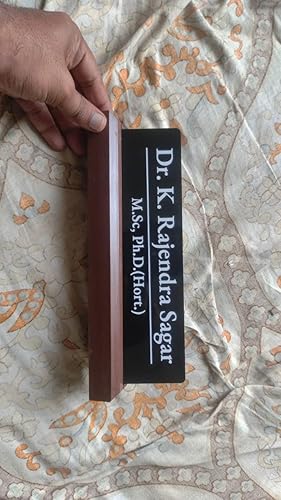 Dr. K. Rajendra Sagar
M.Sc, Ph.D.(Hort.)